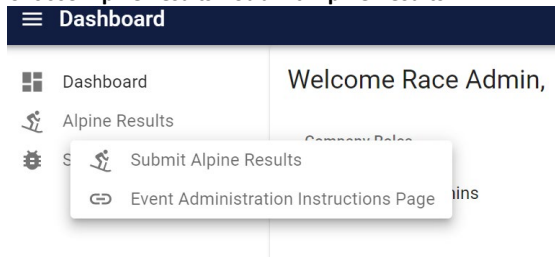 Dashboard
Dashboard
Welcome Race Admin,
Alpine Results
Submit Alpine Results
Event Administration Instructions Page